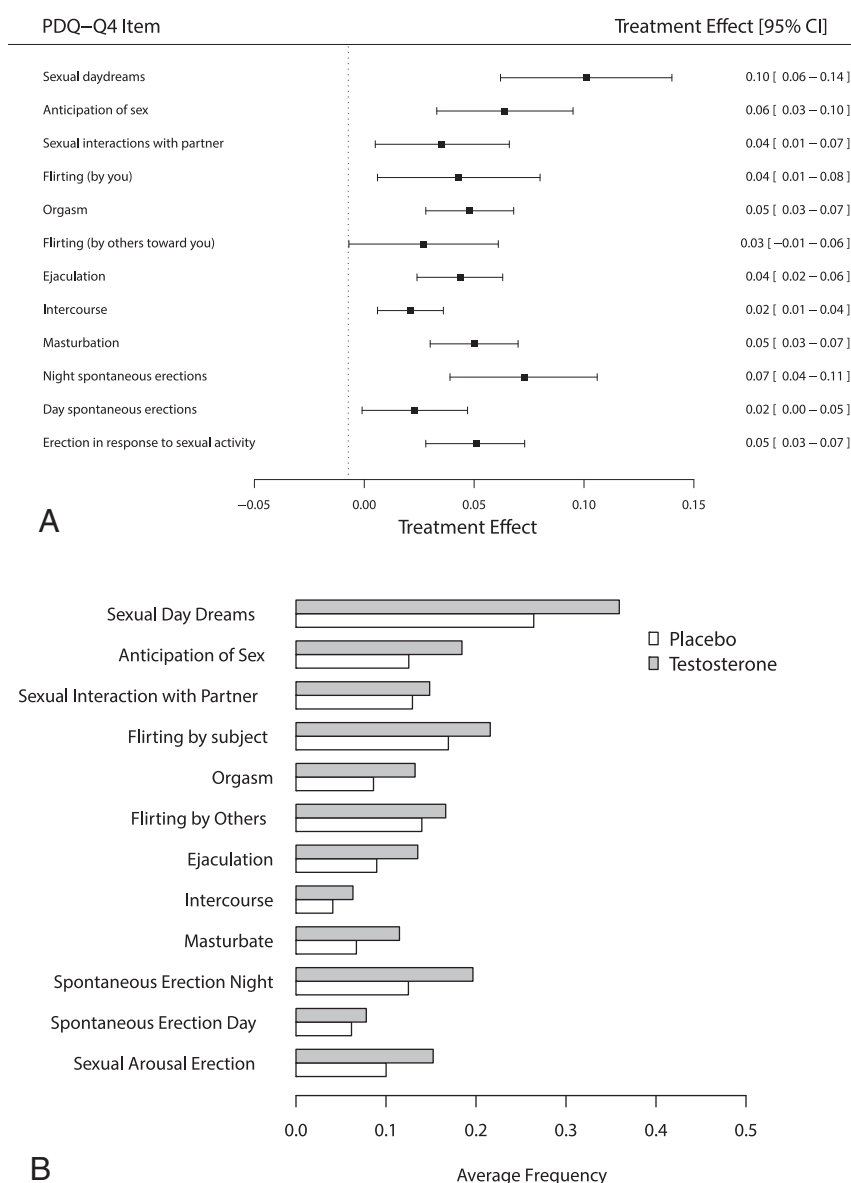 PDQ−Q4 Item Treatment Effect [95% CI]
Sexual daydreams 0.10 [ 0.06 − 0.14 ]
Anticipation of sex 0.06 [ 0.03 − 0.10 ]
Sexual interactions with partner 0.04 [ 0.01 − 0.07 ]
Flirting (by you) 0.04 [ 0.01 − 0.08 ]
Orgasm 0.05 [ 0.03 − 0.07 ]
Flirting (by others toward you) 0.03 [ −0.01 − 0.06 ]
Ejaculation 0.04 [ 0.02 − 0.06 ]
Intercourse 0.02 [ 0.01 − 0.04 ]
Masturbation 0.05 [ 0.03 − 0.07 ]
Night spontaneous erections 0.07 [ 0.04 − 0.11 ]
Day spontaneous erections 0.02 [ 0.00 − 0.05 ]
Erection in response to sexual activity 0.05 [ 0.03 − 0.07 ]
−0.05 0.00 0.05 0.10 0.15
A Treatment Effect
Sexual Day Dreams
Placebo
Anticipation of Sex
Testosterone
Sexual Interaction with Partner
Flirting by subject
Orgasm
Flirting by Others
Ejaculation
Intercourse
Masturbate
Spontaneous Erection Night
Spontaneous Erection Day
Sexual Arousal Erection
0.0 0.1 0.2 0.3 0.4 0.5
B Average Frequency